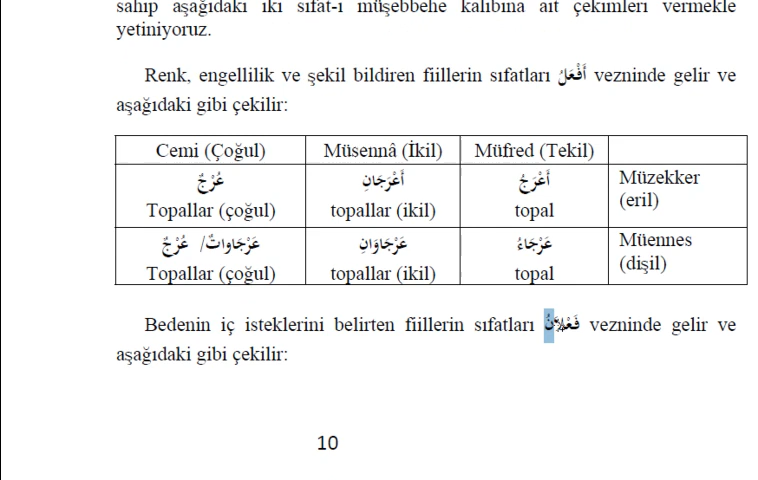 sahip aşağıdaki iki sıfat-ı müşebbehe kalıbına ait çekimleri vermekle
yetiniyoruz.
Renk, engellilik ve şekil bildiren fiillerin sıfatları أَفْعَلُ vezninde gelir ve
aşağıdaki gibi çekilir:
Cemi (Çoğul) Müsennâ (İkil) Müfred (Tekil)
عُرْجٌ أَعْرَجَانِ أَعْرَجُ Müzekker
Topallar (çoğul) topallar (ikil) topal (eril)
عَرْجَاوَاتٌ/ عُرْجٌ عَرْجَاوَانِ عَرْجَاءُ Müennes
Topallar (çoğul) topallar (ikil) topal (dişil)
Bedenin iç isteklerini belirten fiillerin sıfatları فَعْلاَنُ vezninde gelir ve
aşağıdaki gibi çekilir:
10